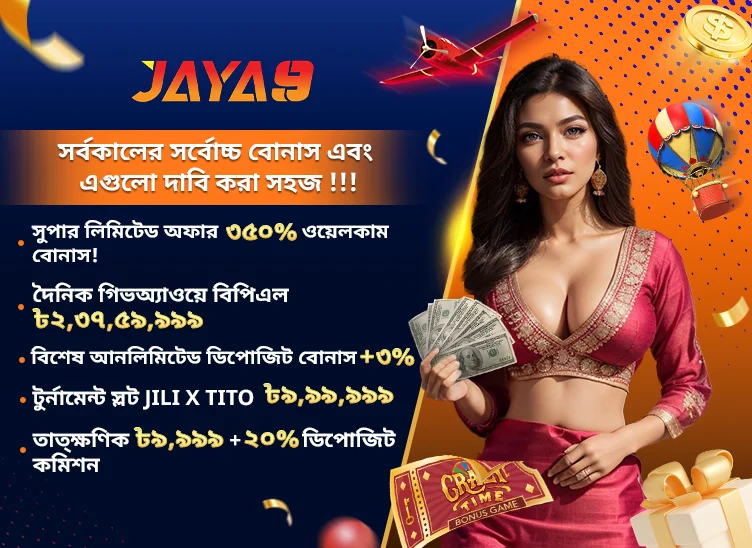 JAYA9
সর্বকালের সর্বোচ্চ বোনাস এবং
এগুলো দাবি করা সহজ !!!
সুপার লিমিটেড অফার ৩৫০% ওয়েলকাম
বোনাস!
দৈনিক গিভঅ্যাওয়ে বিপিএল
৳২,৩৭,৫৯,৯৯৯
বিশেষ আনলিমিটেড ডিপোজিট বোনাস +৩%
টুর্নামেন্ট স্লট JILI X TITO ৳৯,৯৯,৯৯৯
তাত্ক্ষণিক ৳৯,৯৯৯ +২০% ডিপোজিট
কমিশন
CRAZY
TIME
BONUS GAME